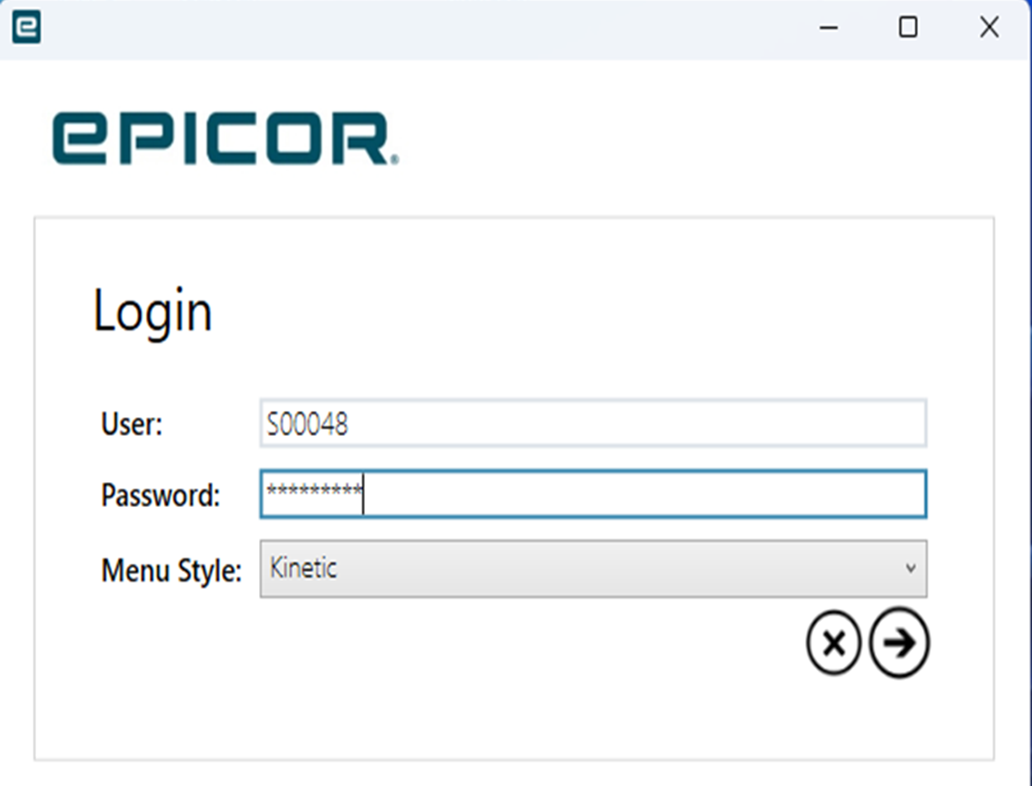 EPICOR®
Login
User: S00048
Password: *********
Menu Style: Kinetic